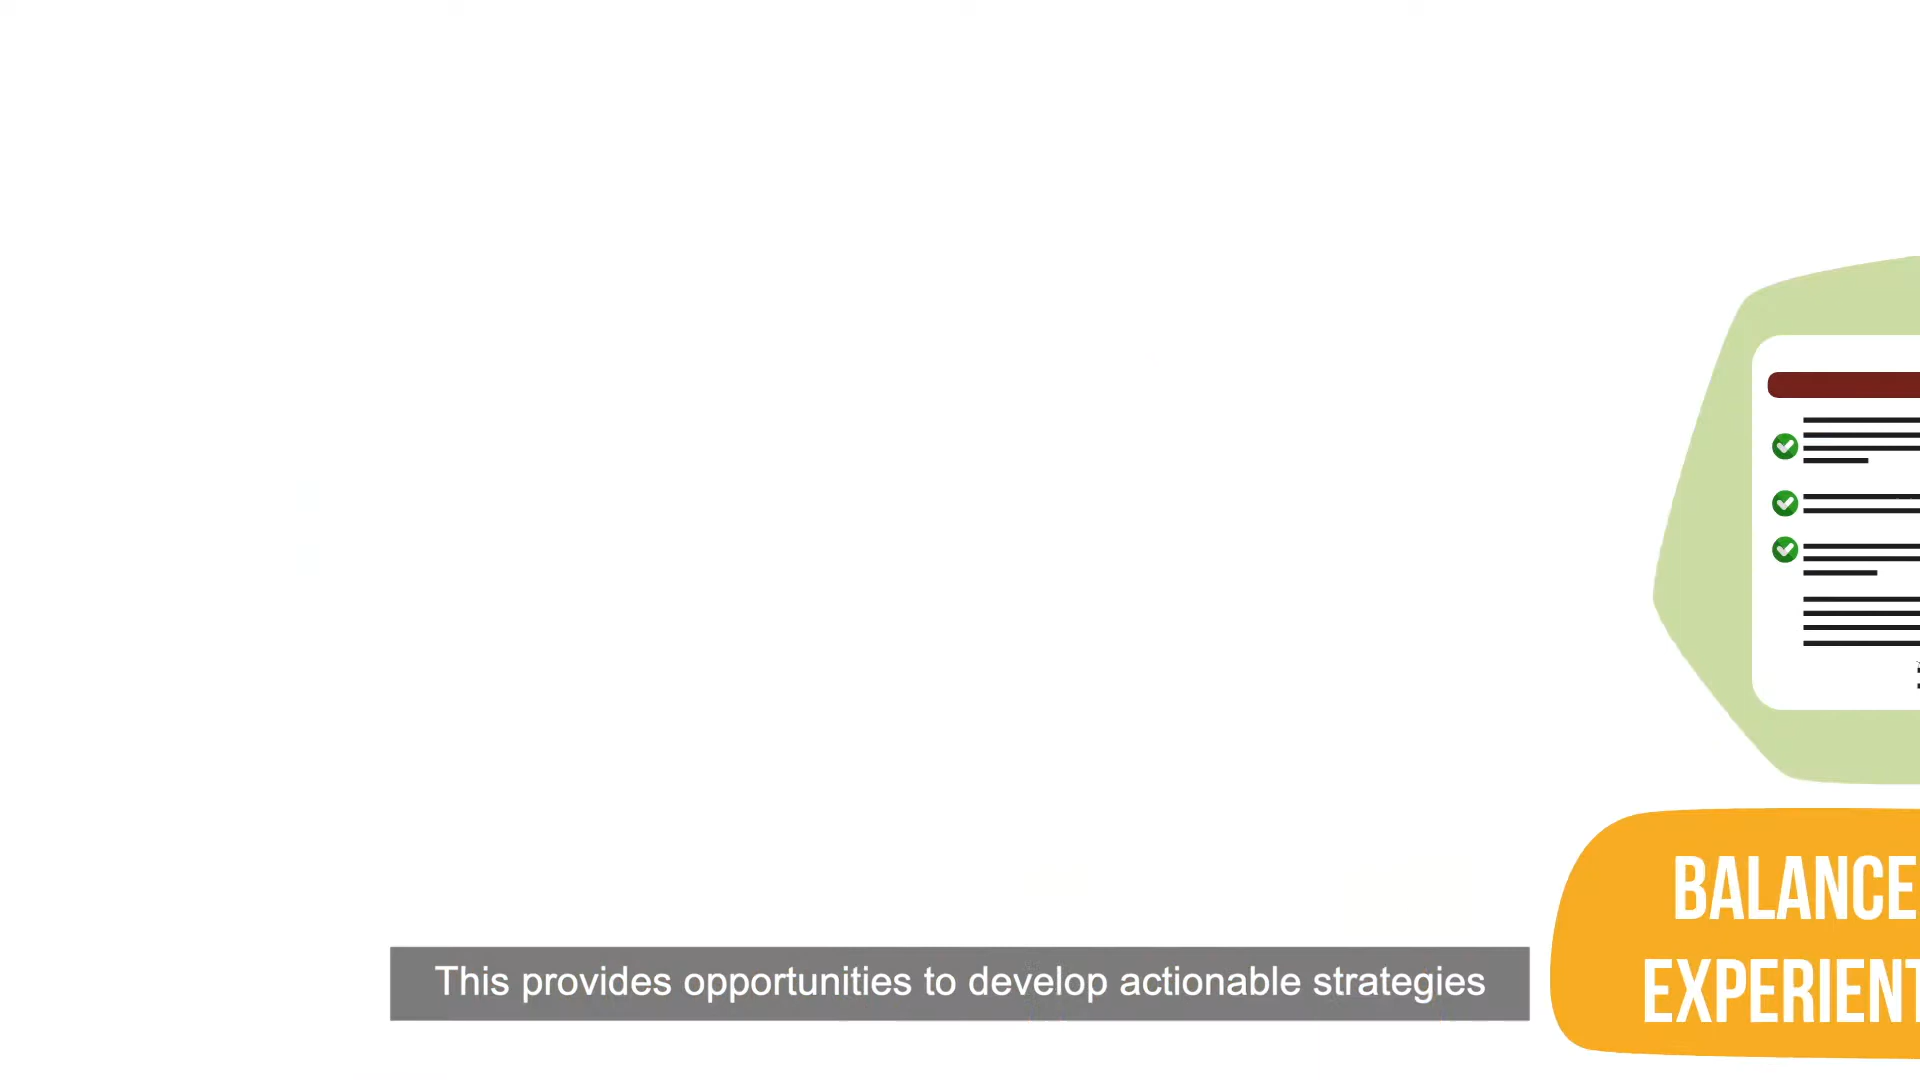 BALANCE
EXPERIENT
This provides opportunities to develop actionable strategies